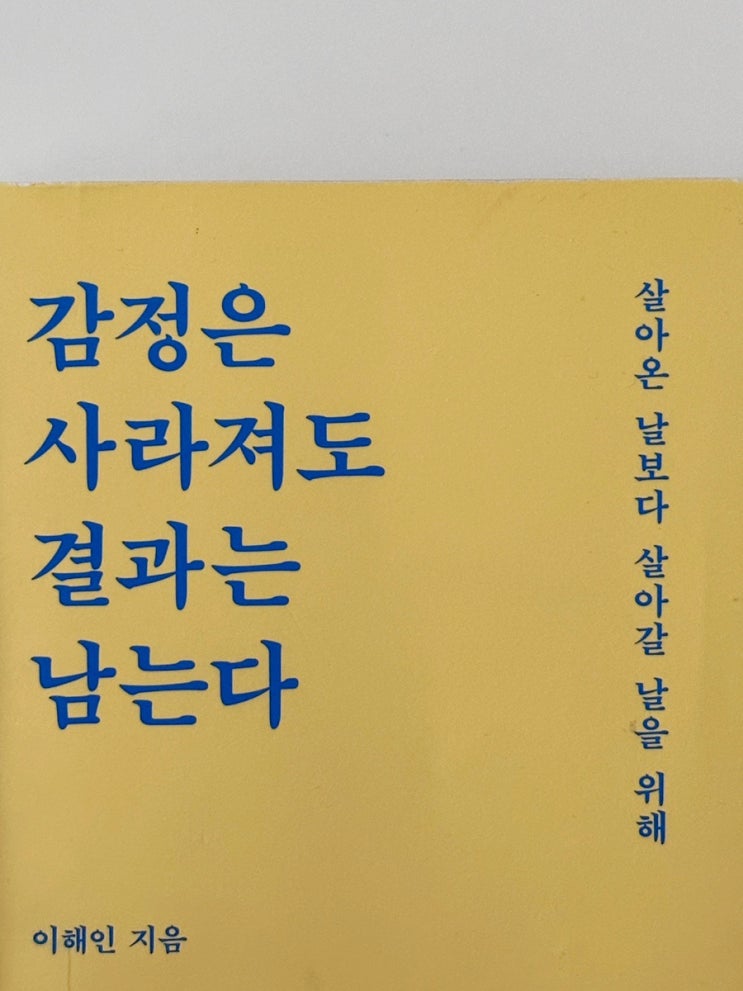 감정은
사라져도
결과는
남는다
살아온 날보다 살아갈 날을 위해
이해인 지음